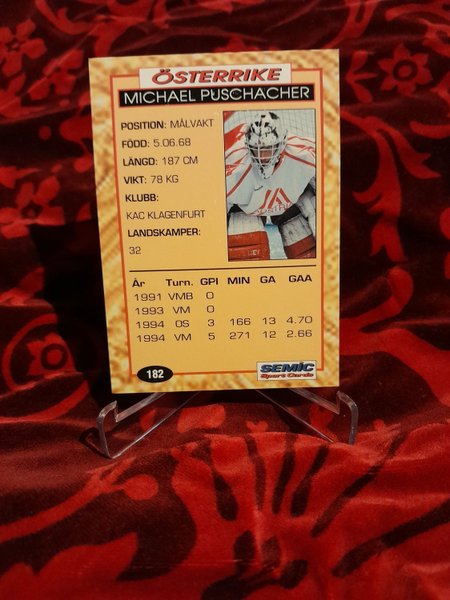 ÖSTERRIKE
MICHAEL PUSCHACHER
POSITION: MÅLVAKT
FÖDD: 5.06.68
LÄNGD: 187 CM
VIKT: 78 KG
KLUBB:
KAC KLAGENFURT
LANDSKAMPER:
32
År Turn. GPI MIN GA GAA
1991 VMB 0
1993 VM 0
1994 OS 3 166 13 4.70
1994 VM 5 271 12 2.66
182
SEMIC
Sport Cards